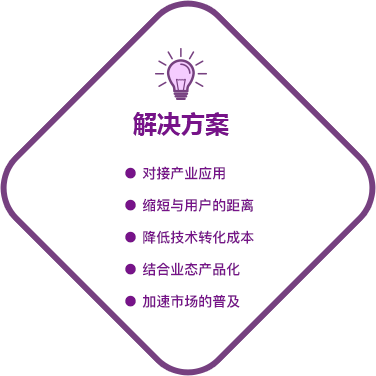 解决方案
● 对接产业应用
● 缩短与用户的距离
● 降低技术转化成本
● 结合业态产品化
● 加速市场的普及